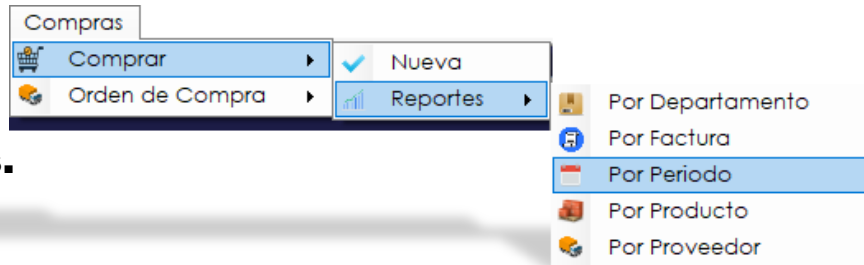 Compras
Comprar
Orden de Compra
Nueva
Reportes
Por Departamento
Por Factura
Por Periodo
Por Producto
Por Proveedor